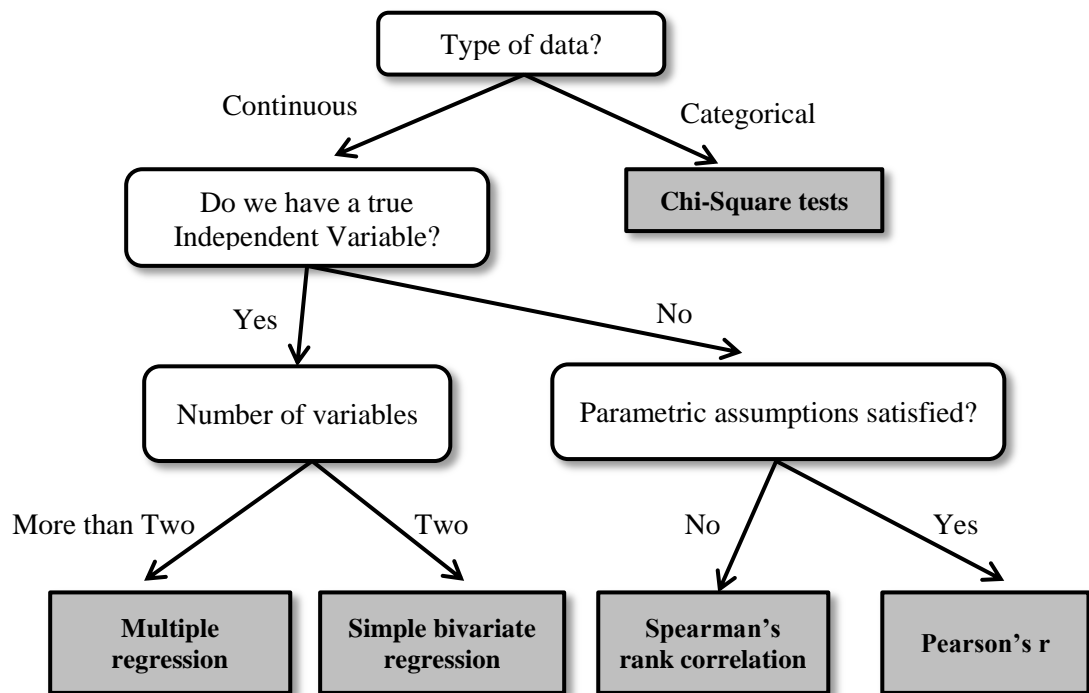 Type of data?
Continuous
Categorical
Do we have a true
Independent Variable?
Chi-Square tests
Yes
No
Number of variables
Parametric assumptions satisfied?
More than Two
Two
No
Yes
Multiple
regression
Simple bivariate
regression
Spearman’s
rank correlation
Pearson’s r